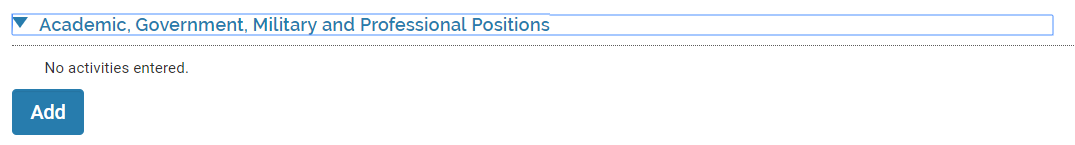 Academic, Government, Military and Professional Positions
No activities entered.
Add